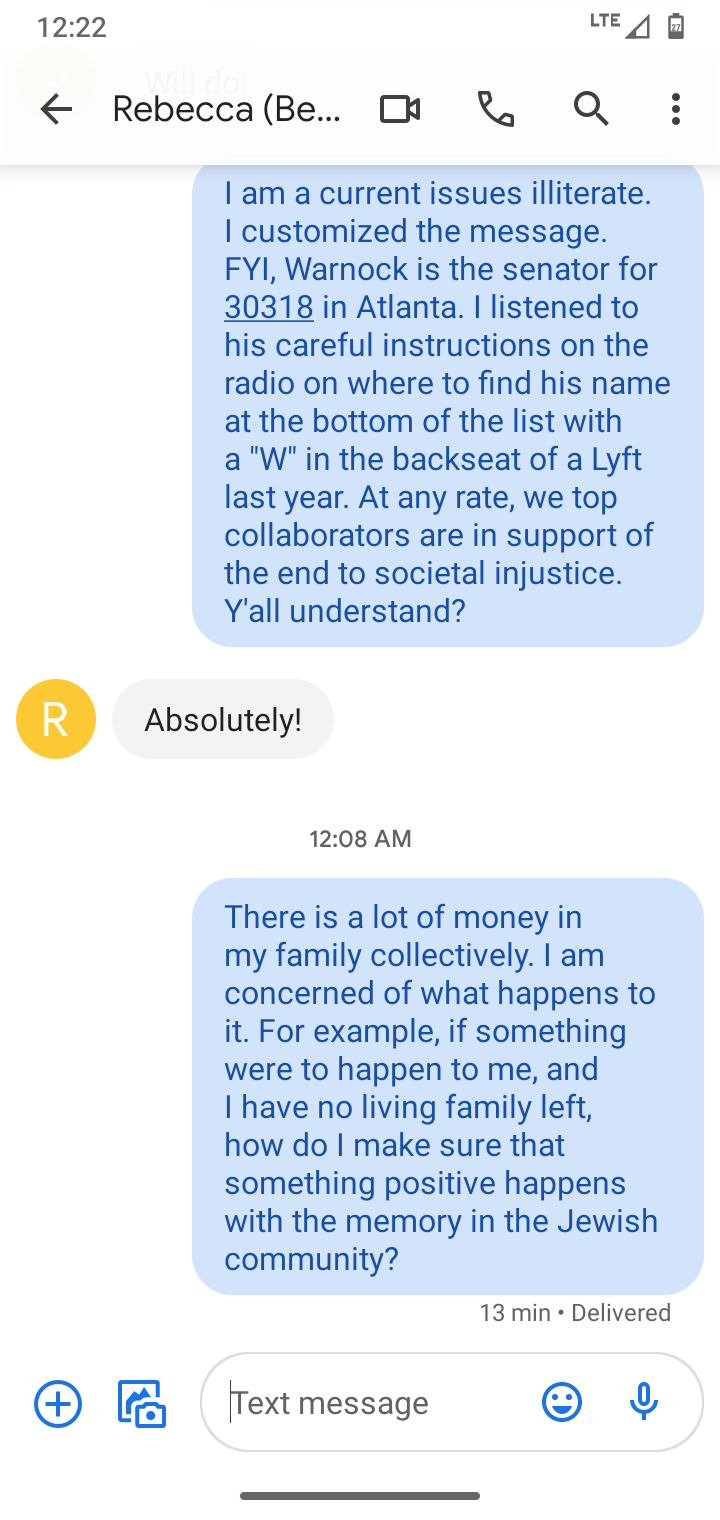 12:22
LTE
27
Will do!
Rebecca (Be...
I am a current issues illiterate.
I customized the message.
FYI, Warnock is the senator for
30318 in Atlanta. I listened to
his careful instructions on the
radio on where to find his name
at the bottom of the list with
a "W" in the backseat of a Lyft
last year. At any rate, we top
collaborators are in support of
the end to societal injustice.
Y'all understand?
R
Absolutely!
12:08 AM
There is a lot of money in
my family collectively. I am
concerned of what happens to
it. For example, if something
were to happen to me, and
I have no living family left,
how do I make sure that
something positive happens
with the memory in the Jewish
community?
13 min • Delivered
Text message